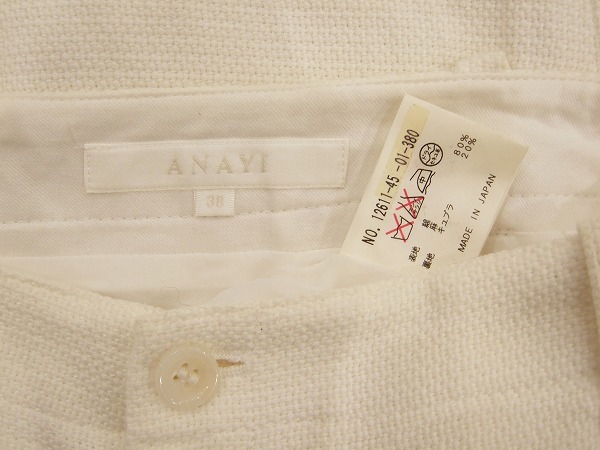 ANAYI
38
NO. 12611-45 -01-380
表地 綿 80%
麻 20%
裏地 キュプラ
MADE IN JAPAN